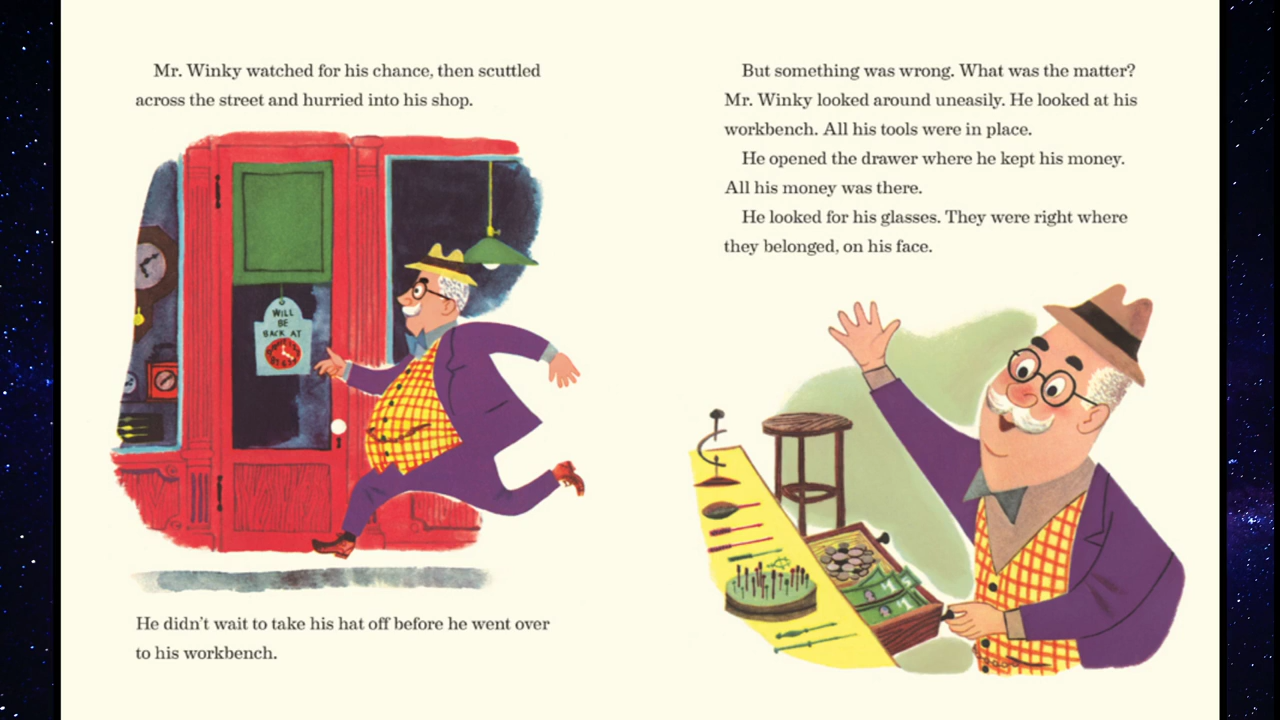 Mr. Winky watched for his chance, then scuttled
across the street and hurried into his shop.
WILL
BE
BACK AT
He didn't wait to take his hat off before he went over
to his workbench.
But something was wrong. What was the matter?
Mr. Winky looked around uneasily. He looked at his
workbench. All his tools were in place.
He opened the drawer where he kept his money.
All his money was there.
He looked for his glasses. They were right where
they belonged, on his face.